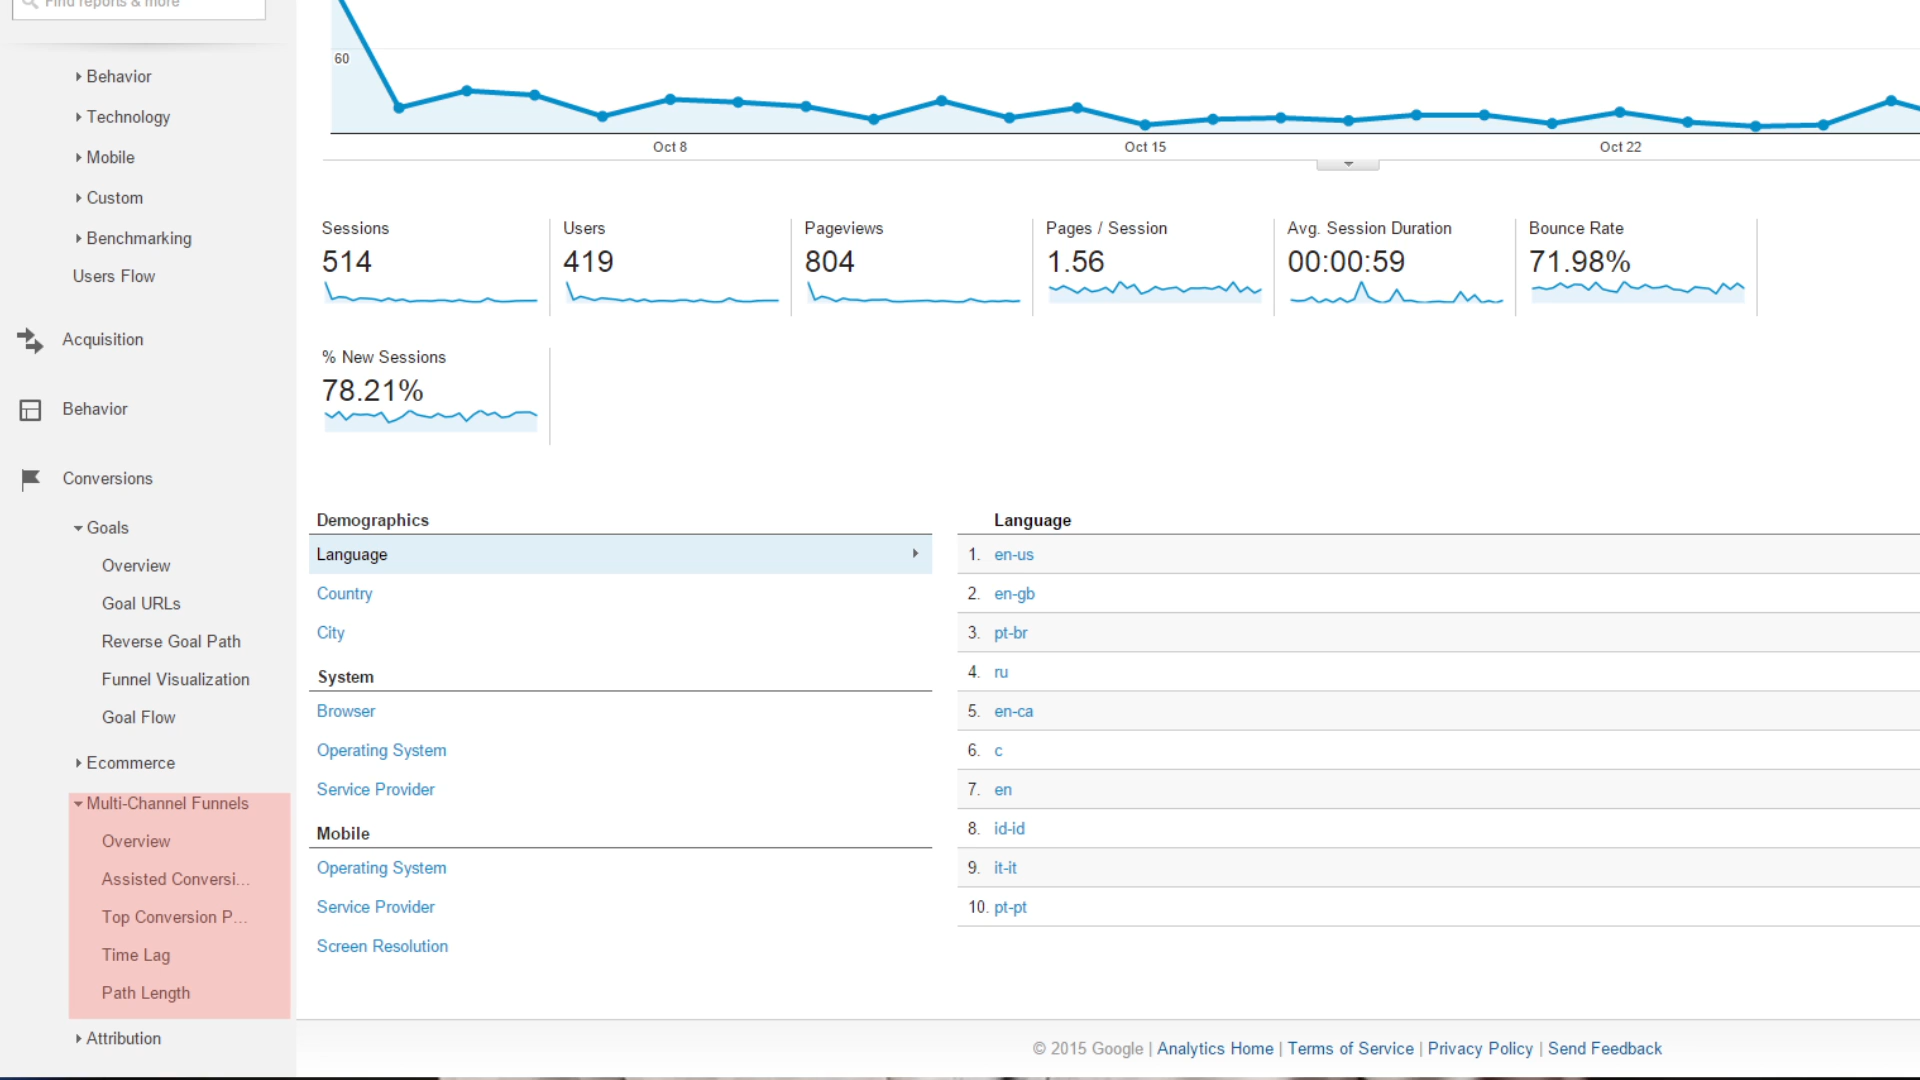 Find reports & more
Behavior
Technology
Mobile
Custom
Benchmarking
Users Flow
Acquisition
Behavior
Conversions
Goals
Overview
Goal URLs
Reverse Goal Path
Funnel Visualization
Goal Flow
Ecommerce
Multi-Channel Funnels
Overview
Assisted Conversi...
Top Conversion P...
Time Lag
Path Length
Attribution
60
Oct 8 Oct 15 Oct 22
Sessions
514
Users
419
Pageviews
804
Pages / Session
1.56
Avg. Session Duration
00:00:59
Bounce Rate
71.98%
% New Sessions
78.21%
Demographics
Language
Country
City
System
Browser
Operating System
Service Provider
Mobile
Operating System
Service Provider
Screen Resolution
Language
1. en-us
2. en-gb
3. pt-br
4. ru
5. en-ca
6. c
7. en
8. id-id
9. it-it
10. pt-pt
© 2015 Google | Analytics Home | Terms of Service | Privacy Policy | Send Feedback